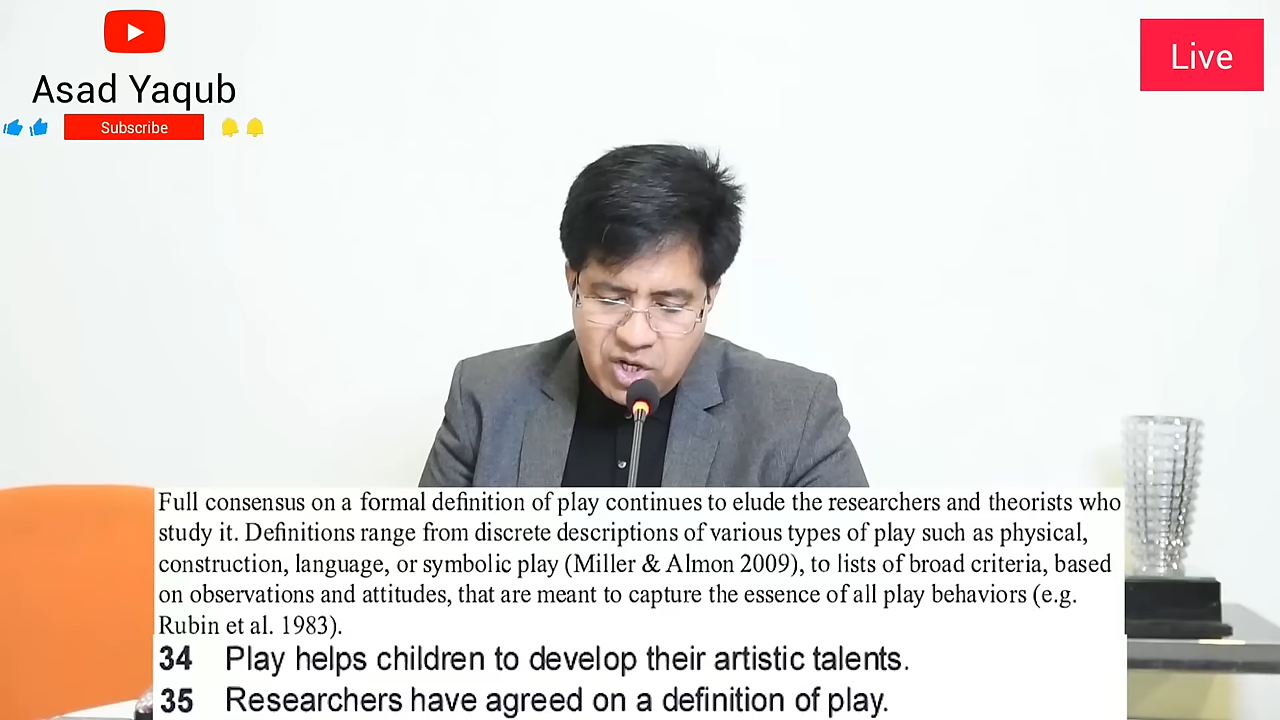 Asad Yaqub
Subscribe
Live
Full consensus on a formal definition of play continues to elude the researchers and theorists who
study it. Definitions range from discrete descriptions of various types of play such as physical,
construction, language, or symbolic play (Miller & Almon 2009), to lists of broad criteria, based
on observations and attitudes, that are meant to capture the essence of all play behaviors (e.g.
Rubin et al. 1983).
34 Play helps children to develop their artistic talents.
35 Researchers have agreed on a definition of play.